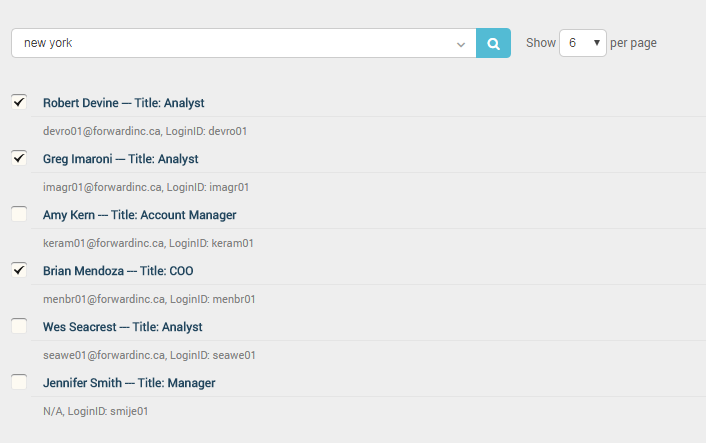 new york Show 6 per page
Robert Devine --- Title: Analyst
devro01@forwardinc.ca, LoginID: devro01
Greg Imaroni --- Title: Analyst
imagr01@forwardinc.ca, LoginID: imagr01
Amy Kern --- Title: Account Manager
keram01@forwardinc.ca, LoginID: keram01
Brian Mendoza --- Title: COO
menbr01@forwardinc.ca, LoginID: menbr01
Wes Seacrest --- Title: Analyst
seawe01@forwardinc.ca, LoginID: seawe01
Jennifer Smith --- Title: Manager
N/A, LoginID: smije01